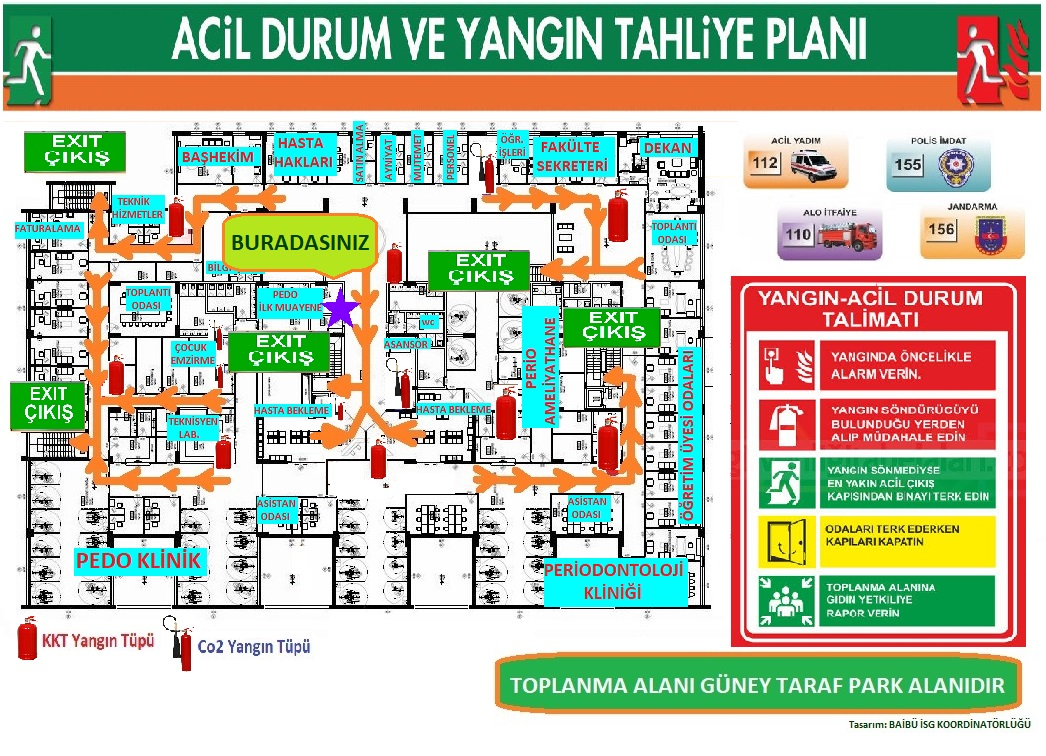 ACİL DURUM VE YANGIN TAHLİYE PLANI
EXIT
ÇIKIŞ
BAŞHEKİM
HASTA
HAKLARI
SATIN ALMA
AYNİYAT
MUTEMET
PERSONEL
ÖĞR.
İŞLERİ
FAKÜLTE
SEKRETERİ
DEKAN
TEKNİK
HİZMETLER
FATURALAMA
BURADASINIZ
TOPLANTI
ODASI
EXIT
ÇIKIŞ
TOPLANTI
ODASI
PEDO
İLK MUAYENE
WC
ASANSÖR
EXIT
ÇIKIŞ
EXIT
ÇIKIŞ
ÇOCUK
EMZİRME
PERİO
AMELİYATHANE
ÖĞRETİM ÜYESİ ODALARI
EXIT
ÇIKIŞ
TEKNİSYEN
LAB.
HASTA BEKLEME
HASTA BEKLEME
ASİSTAN
ODASI
ASİSTAN
ODASI
PEDO KLİNİK
PERİODONTOLOJİ
KLİNİĞİ
KKT Yangın Tüpü
Co2 Yangın Tüpü
ACİL YADIM
112
POLİS İMDAT
155
ALO İTFAİYE
110
JANDARMA
156
YANGIN-ACİL DURUM
TALİMATI
YANGINDA ÖNCELİKLE
ALARM VERİN.
YANGIN SÖNDÜRÜCÜYÜ
BULUNDUĞU YERDEN
ALIP MÜDAHALE EDİN
YANGIN SÖNMEDİYSE
EN YAKIN ACİL ÇIKIŞ
KAPISINDAN BİNAYI TERK EDİN
ODALARI TERK EDERKEN
KAPILARI KAPATIN
TOPLANMA ALANINA
GİDİN YETKİLİYE
RAPOR VERİN
TOPLANMA ALANI GÜNEY TARAF PARK ALANIDIR
Tasarım: BAİBÜ İSG KOORDİNATÖRLÜĞÜ